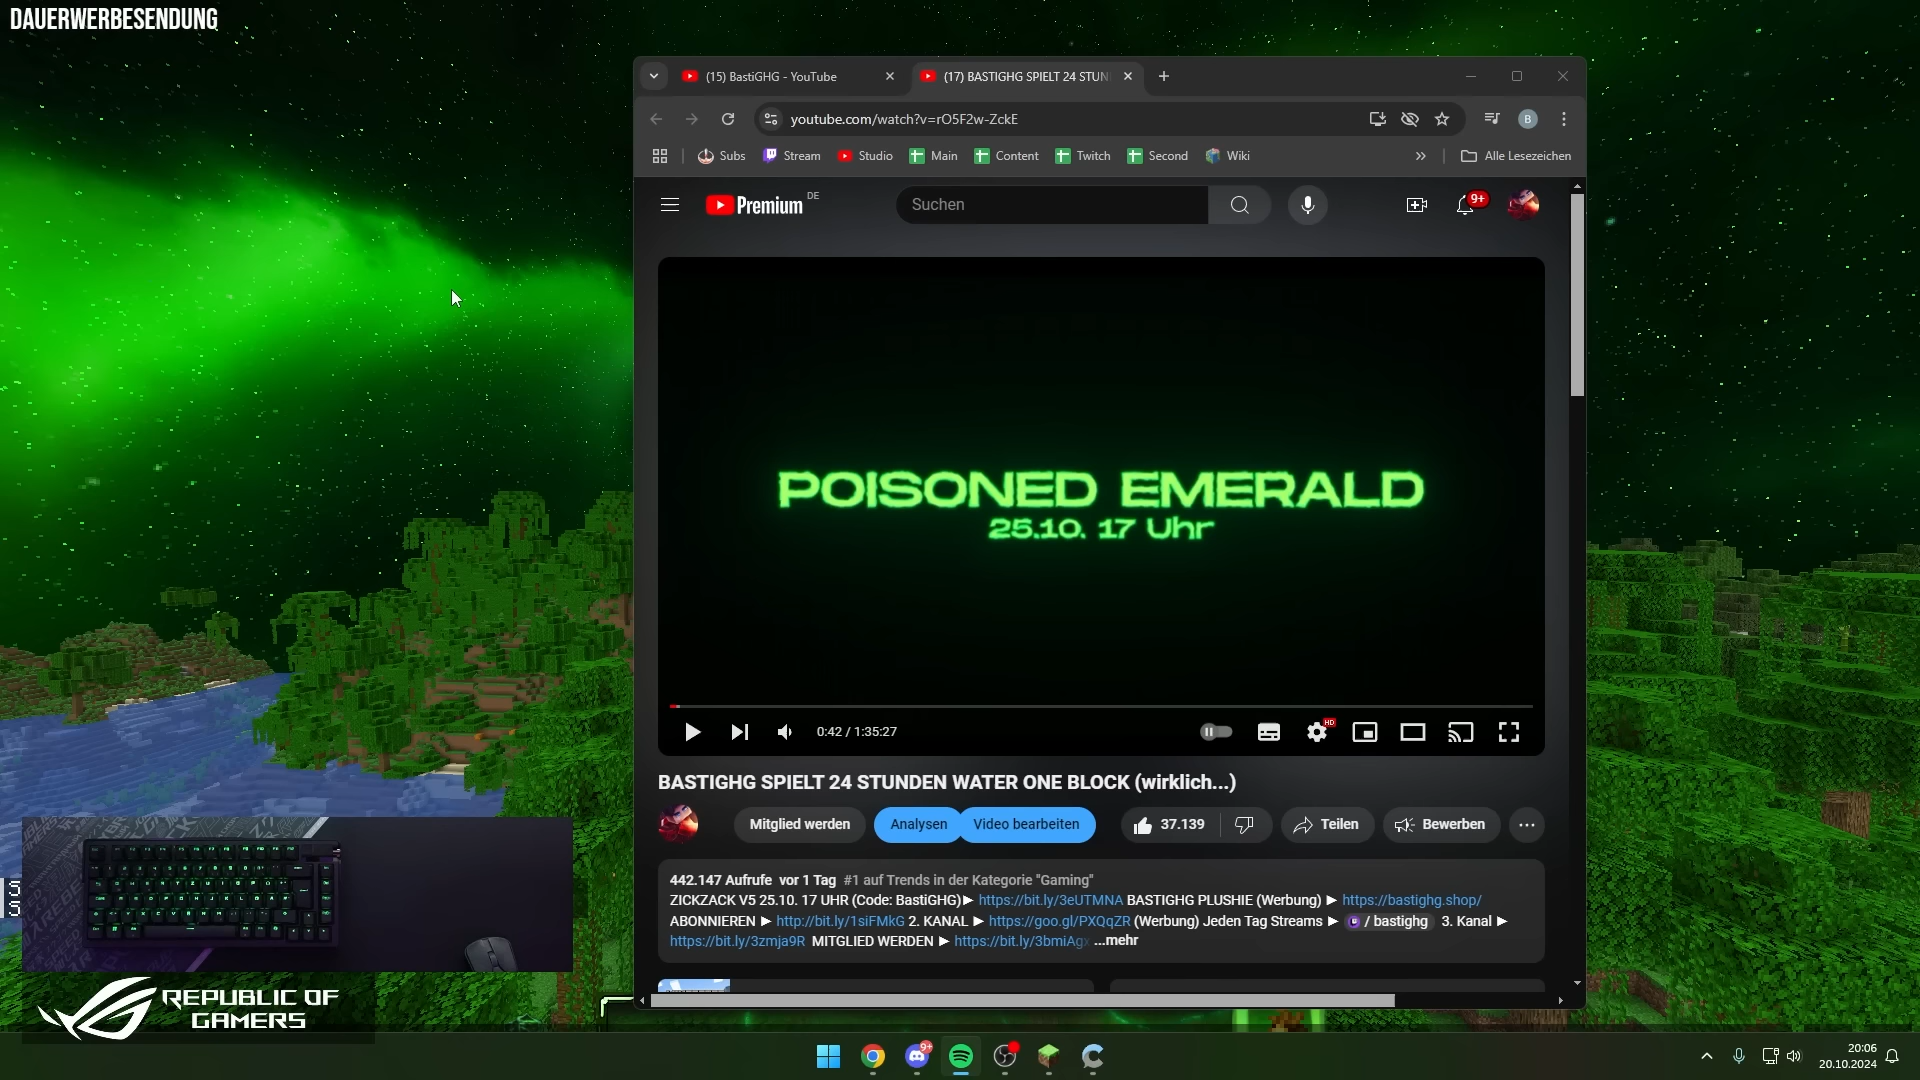 DAUERWERBESENDUNG
(15) BastiGHG - YouTube
(17) BASTIGHG SPIELT 24 STUN
youtube.com/watch?v=rO5F2w-ZckE
B
Subs
Stream
Studio
Main
Content
Twitch
Second
Wiki
»
Alle Lesezeichen
Premium DE
Suchen
9+
POISONED EMERALD
25.10. 17 Uhr
0:42 / 1:35:27
HD
BASTIGHG SPIELT 24 STUNDEN WATER ONE BLOCK (wirklich...)
Mitglied werden
Analysen
Video bearbeiten
37.139
Teilen
Bewerben
442.147 Aufrufe vor 1 Tag #1 auf Trends in der Kategorie "Gaming"
ZICKZACK V5 25.10. 17 UHR (Code: BastiGHG)► https://bit.ly/3eUTMNA BASTIGHG PLUSHIE (Werbung) ► https://bastighg.shop/
ABONNIEREN ► http://bit.ly/1siFMkG 2. KANAL ► https://goo.gl/PXQqZR (Werbung) Jeden Tag Streams ► / bastighg 3. Kanal ►
https://bit.ly/3zmja9R MITGLIED WERDEN ► https://bit.ly/3bmiAgx ...mehr
S
S
REPUBLIC OF
GAMERS
9+
20:06
20.10.2024